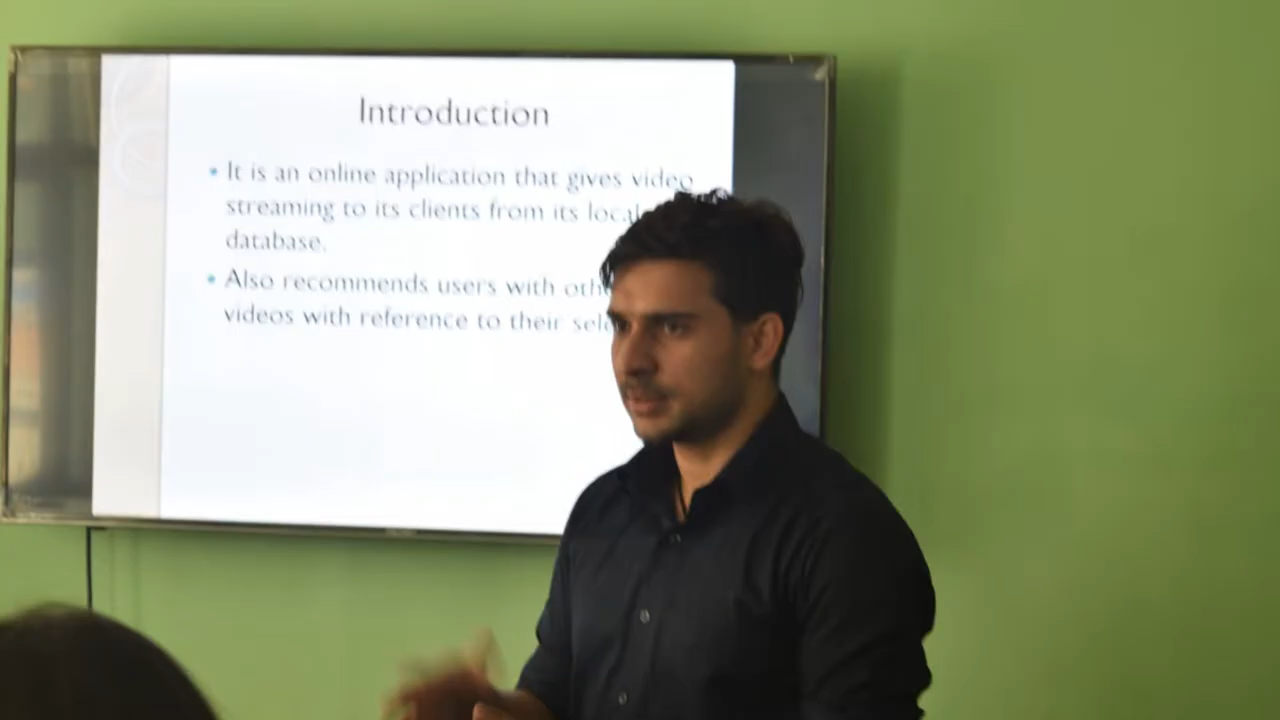 Introduction
• It is an online application that gives video
streaming to its clients from its local
database.
• Also recommends users with
videos with reference to their